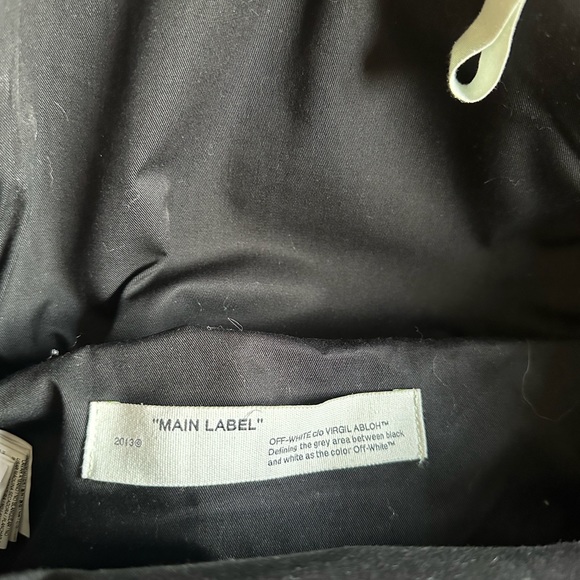 "MAIN LABEL"
2013®
OFF-WHITE c/o VIRGIL ABLOH™
Defining the grey area between black
and white as the color Off-White™